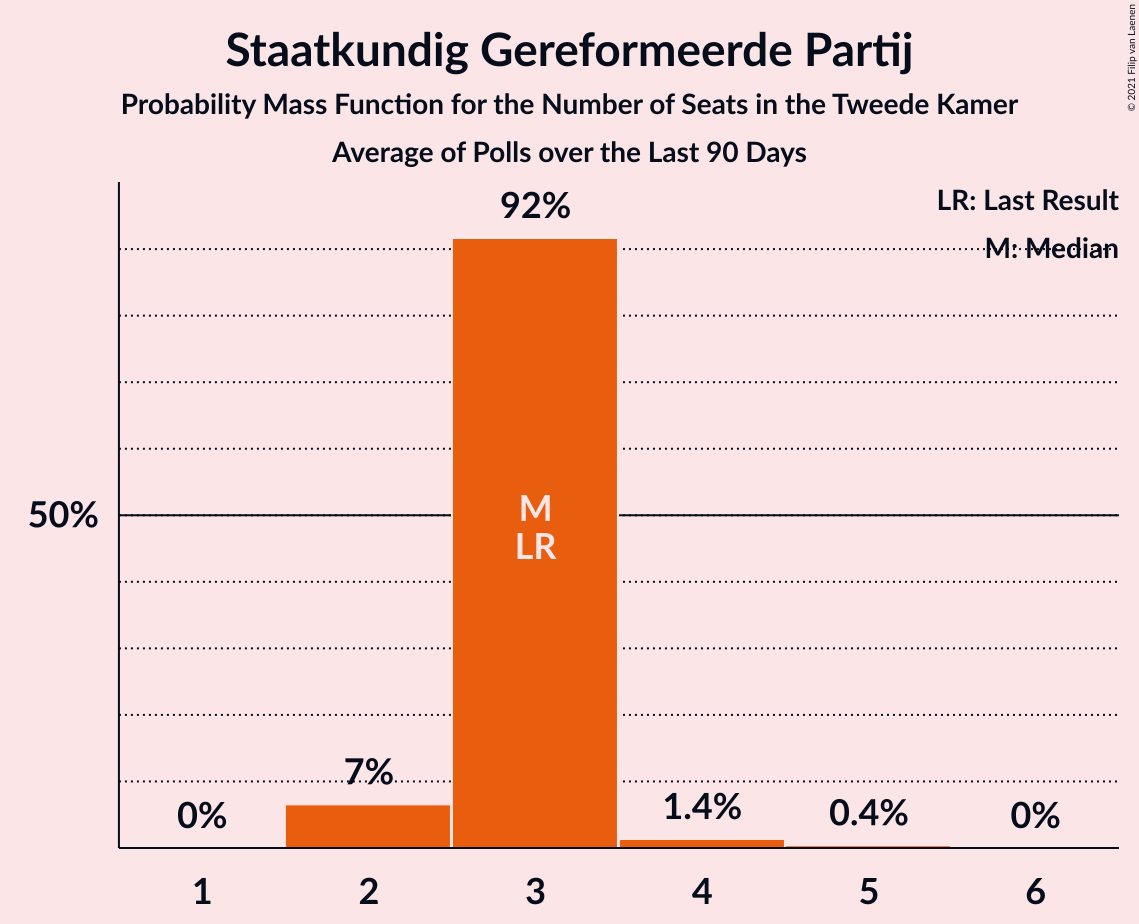 Staatkundig Gereformeerde Partij
Probability Mass Function for the Number of Seats in the Tweede Kamer
Average of Polls over the Last 90 Days
© 2021 Filip van Laenen
LR: Last Result
M: Median
92%
50%
M
LR
0%
7%
1.4%
0.4%
0%
1 2 3 4 5 6